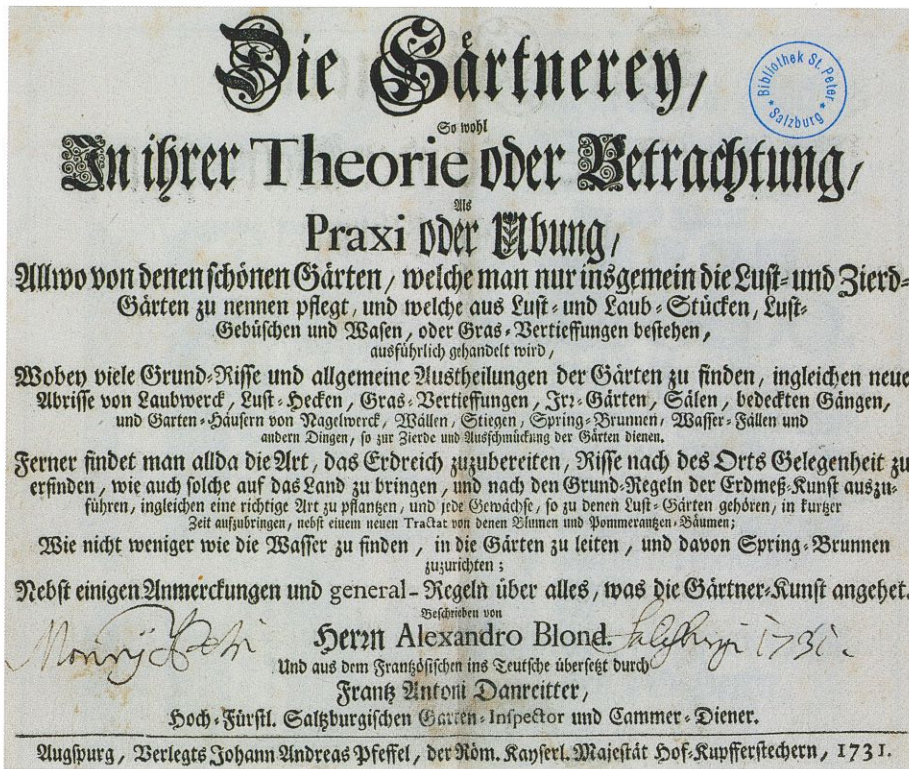 Die Gärtnerey,
Bibliothek St. Peter
* Salzburg *
So wohl
In ihrer Theorie oder Betrachtung,
Als
Praxi oder Übung,
Allwo von denen schönen Gärten, welche man nur insgemein die Lust- und Zierd-
Gärten zu nennen pflegt, und welche aus Lust- und Laub-Stücken, Lust-
Gebüschen und Wasen, oder Gras-Vertieffungen bestehen,
ausführlich gehandelt wird,
Wobey viele Grund-Risse und allgemeine Austheilungen der Gärten zu finden, ingleichen neue
Abrisse von Laubwerck, Lust-Hecken, Gras-Vertieffungen, Irr-Gärten, Sälen, bedeckten Gängen,
und Garten-Häusern von Nagelwerck, Wällen, Stiegen, Spring-Brunnen, Wasser-Fällen und
andern Dingen, so zur Zierde und Ausschmückung der Gärten dienen.
Ferner findet man allda die Art, das Erdreich zuzubereiten, Risse nach des Orts Gelegenheit zu
erfinden, wie auch solche auf das Land zu bringen, und nach den Grund-Regeln der Erdmeß-Kunst auszu-
führen, ingleichen eine richtige Art zu pflantzen, und jede Gewächse, so zu denen Lust-Gärten gehören, in kurtzer
Zeit aufzubringen, nebst einem neuen Tractat von denen Blumen und Pommerantzen-Bäumen;
Wie nicht weniger wie die Wasser zu finden, in die Gärten zu leiten, und davon Spring-Brunnen
zuzurichten;
Nebst einigen Anmerckungen und general-Regeln über alles, was die Gärtner-Kunst angehet.
Beschrieben von
Herrn Alexandro Blond.
1731.
Und aus dem Frantzösischen ins Teutsche übersetzt durch
Frantz Antoni Danreitter,
Hoch-Fürstl. Saltzburgischen Garten-Inspector und Cammer-Diener.
Augspurg, Verlegts Johann Andreas Pfeffel, der Röm. Kayserl. Majestät Hof-Kupfferstechern, 1731.